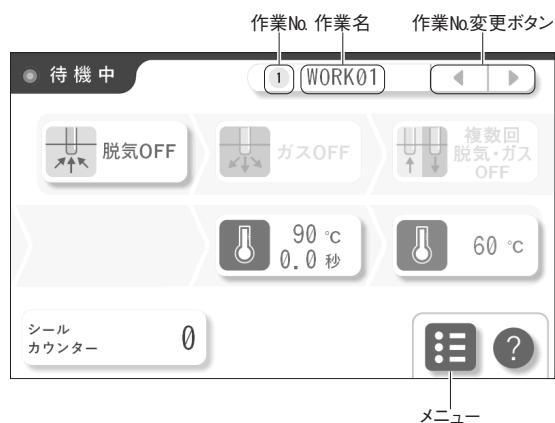 作業No. 作業名 作業No.変更ボタン
待機中 1 WORK01
脱気OFF ガスOFF 複数回
脱気・ガス
OFF
90 ℃
0.0 秒
60 ℃
シール
カウンター 0
?
メニュー